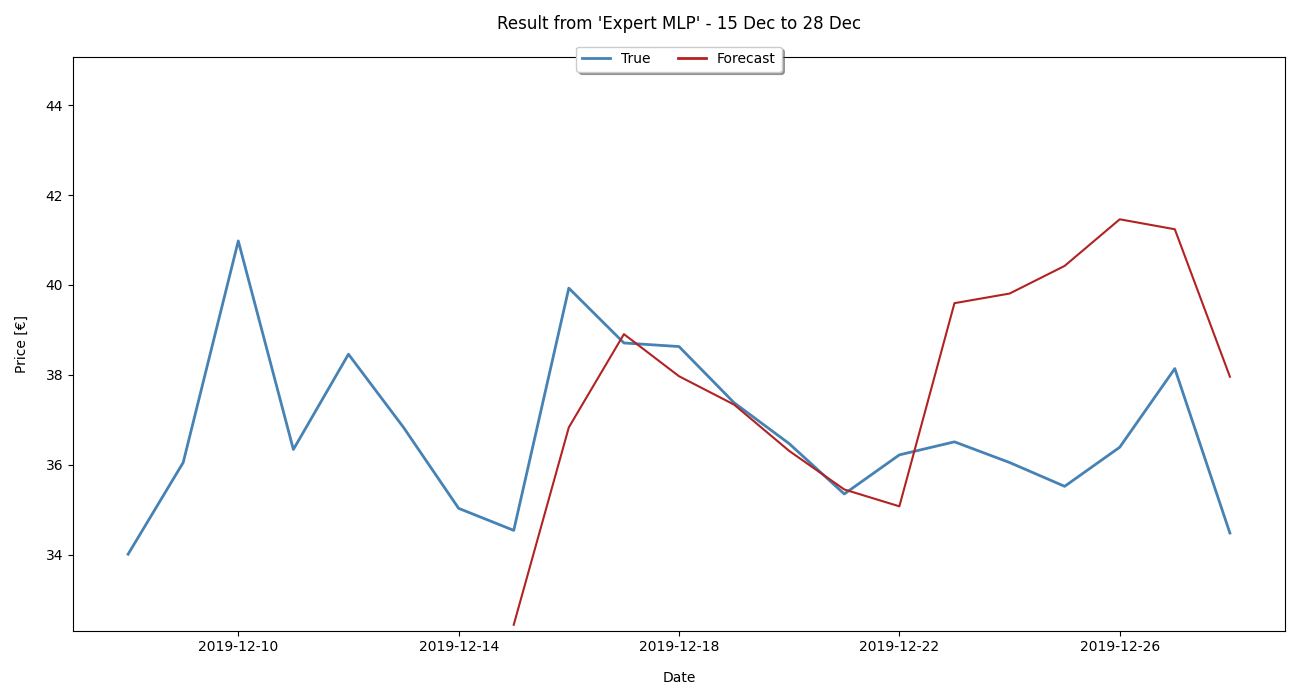 Result from 'Expert MLP' - 15 Dec to 28 Dec
True Forecast
44
42
40
38
36
34
Price [€]
2019-12-10 2019-12-14 2019-12-18 2019-12-22 2019-12-26
Date